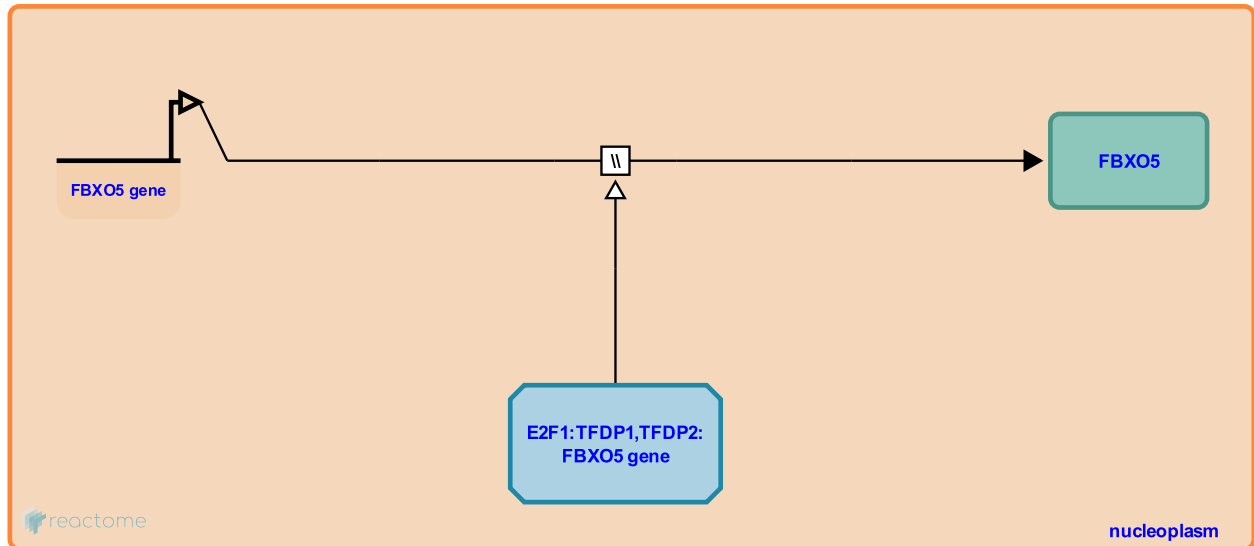 FBXO5 gene
\\
FBXO5
E2F1:TFDP1,TFDP2:
FBXO5 gene
reactome
nucleoplasm